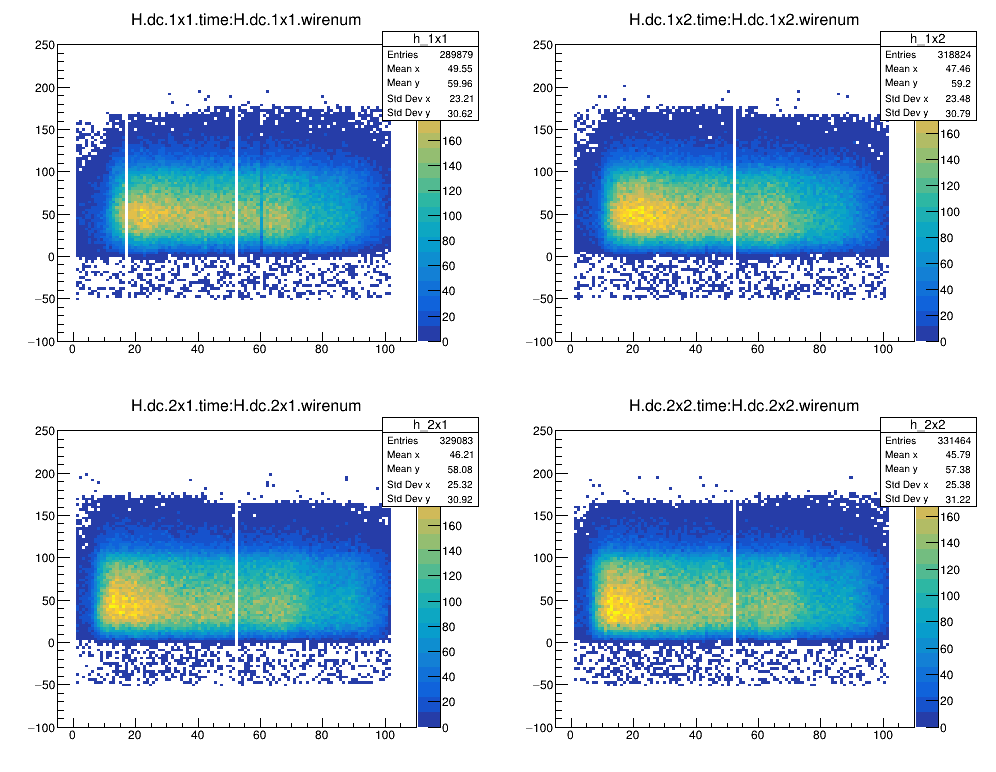 H.dc.1x1.time:H.dc.1x1.wirenum
h_1x1
Entries 289879
Mean x 49.55
Mean y 59.96
Std Dev x 23.21
Std Dev y 30.62
250
200
150
100
50
0
−50
−100
0 20 40 60 80 100
160
140
120
100
80
60
40
20
0
H.dc.1x2.time:H.dc.1x2.wirenum
h_1x2
Entries 318824
Mean x 47.46
Mean y 59.2
Std Dev x 23.48
Std Dev y 30.79
250
200
150
100
50
0
−50
−100
0 20 40 60 80 100
160
140
120
100
80
60
40
20
0
H.dc.2x1.time:H.dc.2x1.wirenum
h_2x1
Entries 329083
Mean x 46.21
Mean y 58.08
Std Dev x 25.32
Std Dev y 30.92
250
200
150
100
50
0
−50
−100
0 20 40 60 80 100
160
140
120
100
80
60
40
20
0
H.dc.2x2.time:H.dc.2x2.wirenum
h_2x2
Entries 331464
Mean x 45.79
Mean y 57.38
Std Dev x 25.38
Std Dev y 31.22
250
200
150
100
50
0
−50
−100
0 20 40 60 80 100
160
140
120
100
80
60
40
20
0